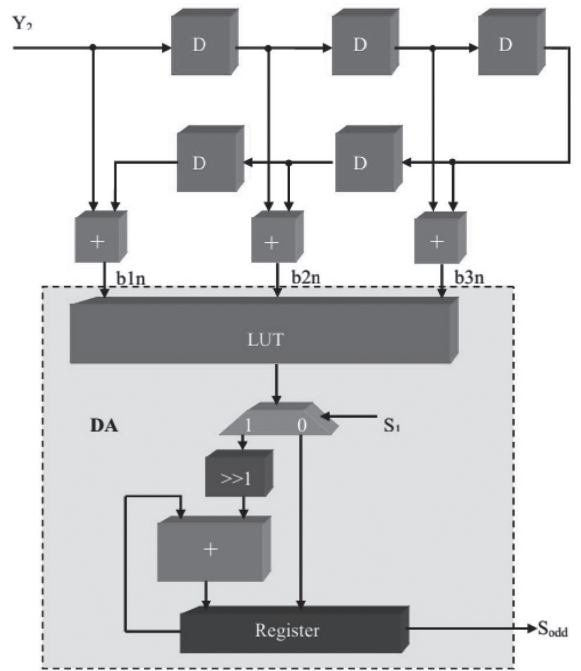 Y₂
D D D
D D
+ + +
b1n b2n b3n
LUT
DA
1 0 S₁
>>1
+
Register S_odd